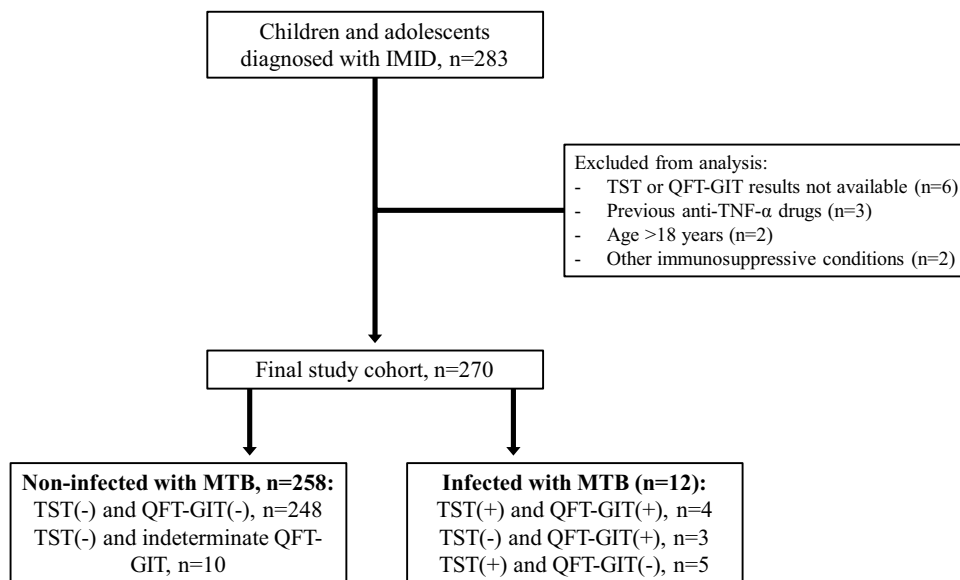 Children and adolescents
diagnosed with IMID, n=283
Excluded from analysis:
- TST or QFT-GIT results not available (n=6)
- Previous anti-TNF-α drugs (n=3)
- Age >18 years (n=2)
- Other immunosuppressive conditions (n=2)
Final study cohort, n=270
Non-infected with MTB, n=258:
TST(-) and QFT-GIT(-), n=248
TST(-) and indeterminate QFT-
GIT, n=10
Infected with MTB (n=12):
TST(+) and QFT-GIT(+), n=4
TST(-) and QFT-GIT(+), n=3
TST(+) and QFT-GIT(-), n=5